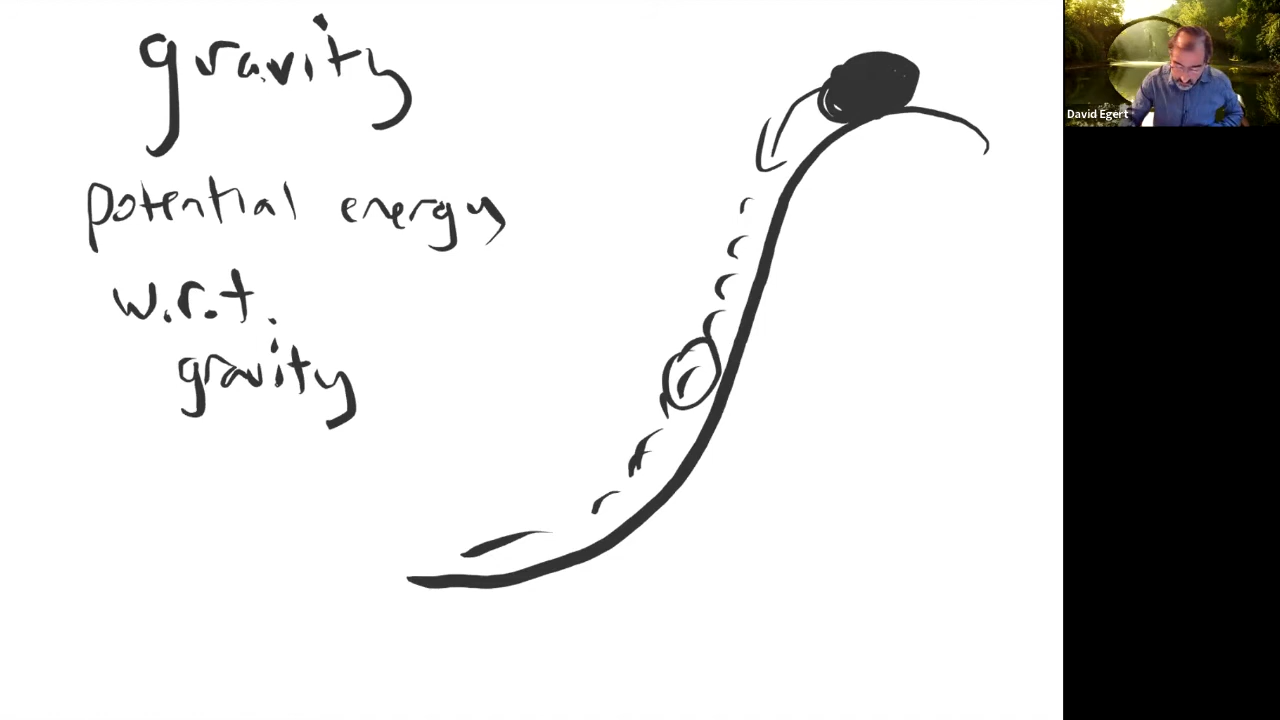 gravity
potential energy
w.r.t.
gravity
David Egert